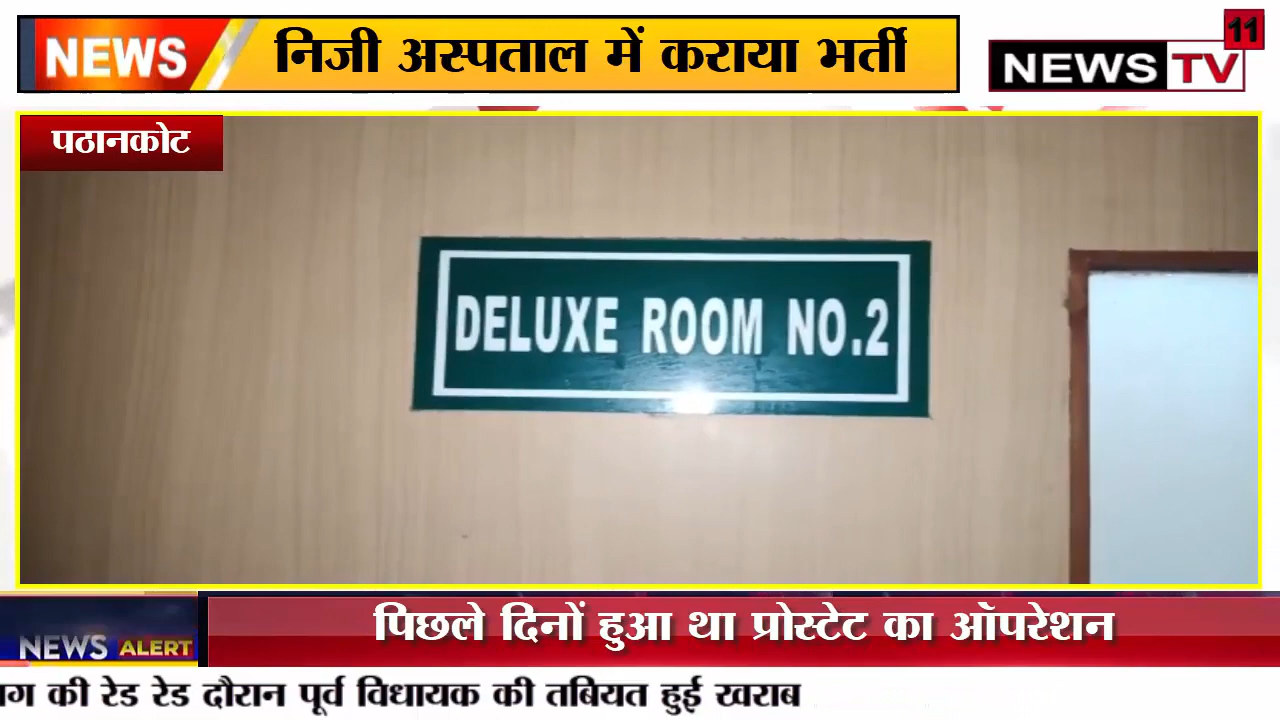 NEWS
निजी अस्पताल में कराया भर्ती
11
NEWS TV
पठानकोट
DELUXE ROOM NO.2
NEWS ALERT
पिछले दिनों हुआ था प्रोस्टेट का ऑपरेशन
की रेड रेड दौरान पूर्व विधायक की तबियत हुई खराब